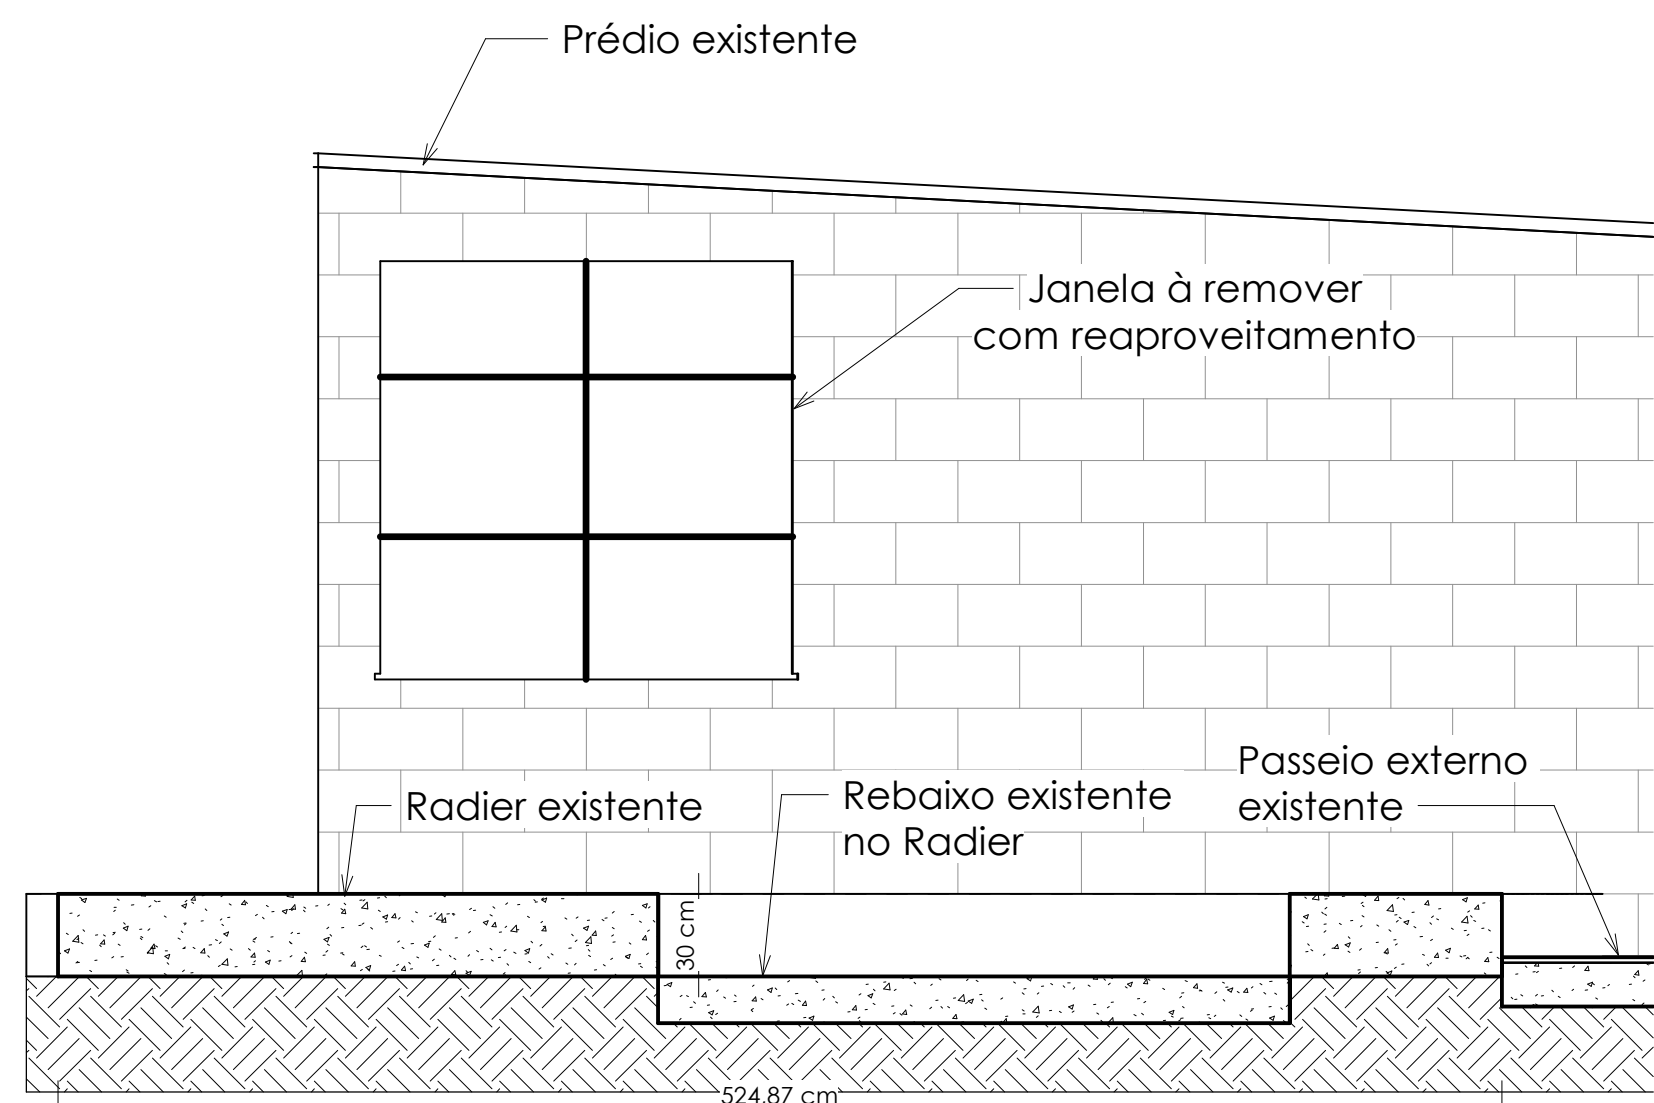 Prédio existente
Janela à remover
com reaproveitamento
Passeio externo
existente
Radier existente
Rebaixo existente
no Radier
30 cm
524,87 cm